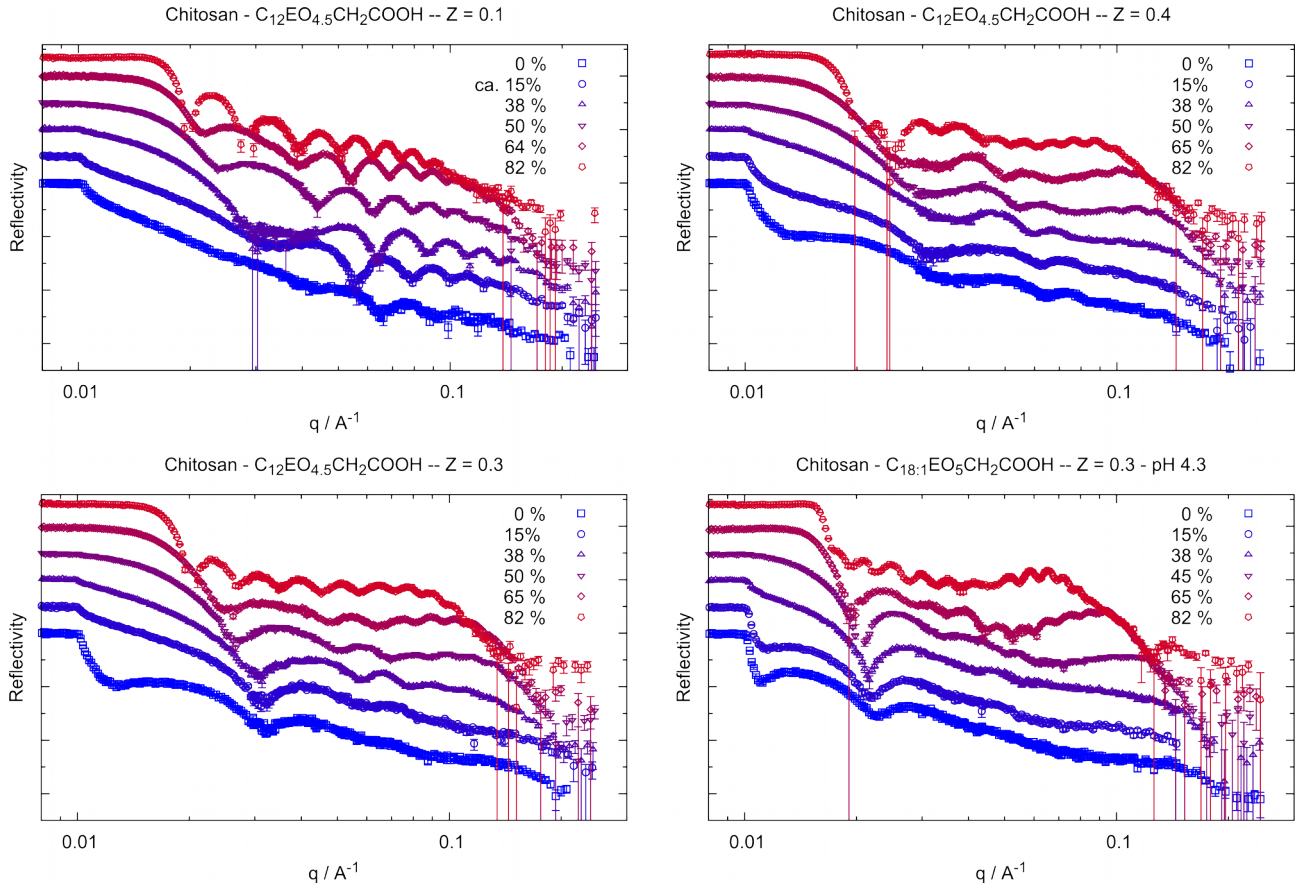 Chitosan - C₁₂EO₄.₅CH₂COOH -- Z = 0.1
0 %
ca. 15%
38 %
50 %
64 %
82 %
Reflectivity
0.01
0.1
q / A⁻¹
Chitosan - C₁₂EO₄.₅CH₂COOH -- Z = 0.4
0 %
15%
38 %
50 %
65 %
82 %
Reflectivity
0.01
0.1
q / A⁻¹
Chitosan - C₁₂EO₄.₅CH₂COOH -- Z = 0.3
0 %
15%
38 %
50 %
65 %
82 %
Reflectivity
0.01
0.1
q / A⁻¹
Chitosan - C₁₈:₁EO₅CH₂COOH -- Z = 0.3 - pH 4.3
0 %
15%
38 %
45 %
65 %
82 %
Reflectivity
0.01
0.1
q / A⁻¹